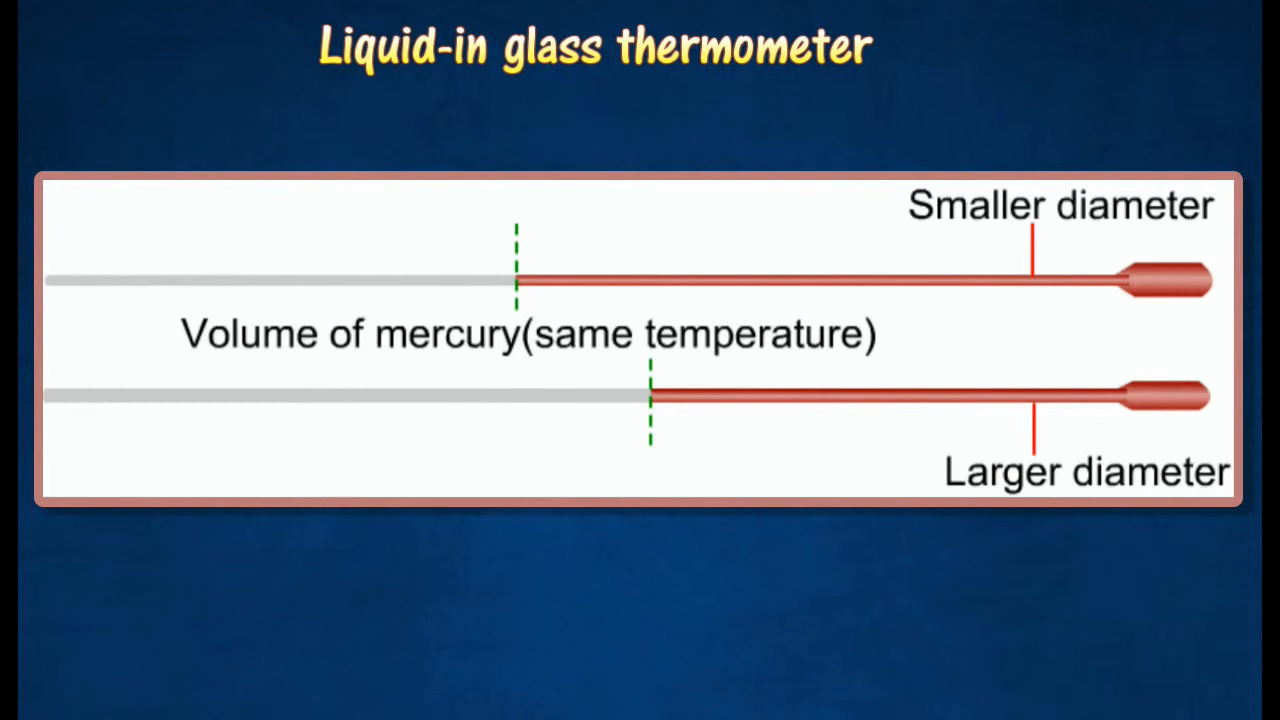 Liquid-in glass thermometer
Smaller diameter
Volume of mercury(same temperature)
Larger diameter